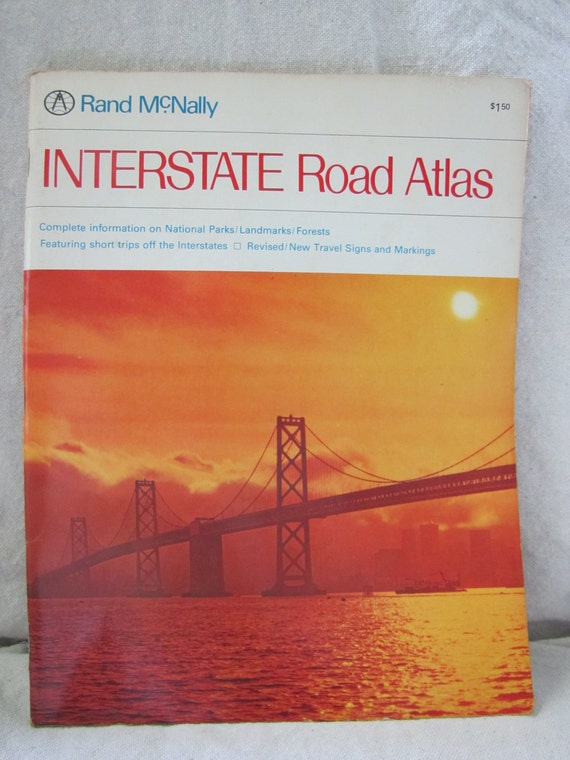 Rand McNally
$1.50
INTERSTATE Road Atlas
Complete information on National Parks/Landmarks/Forests
Featuring short trips off the Interstates □ Revised/New Travel Signs and Markings